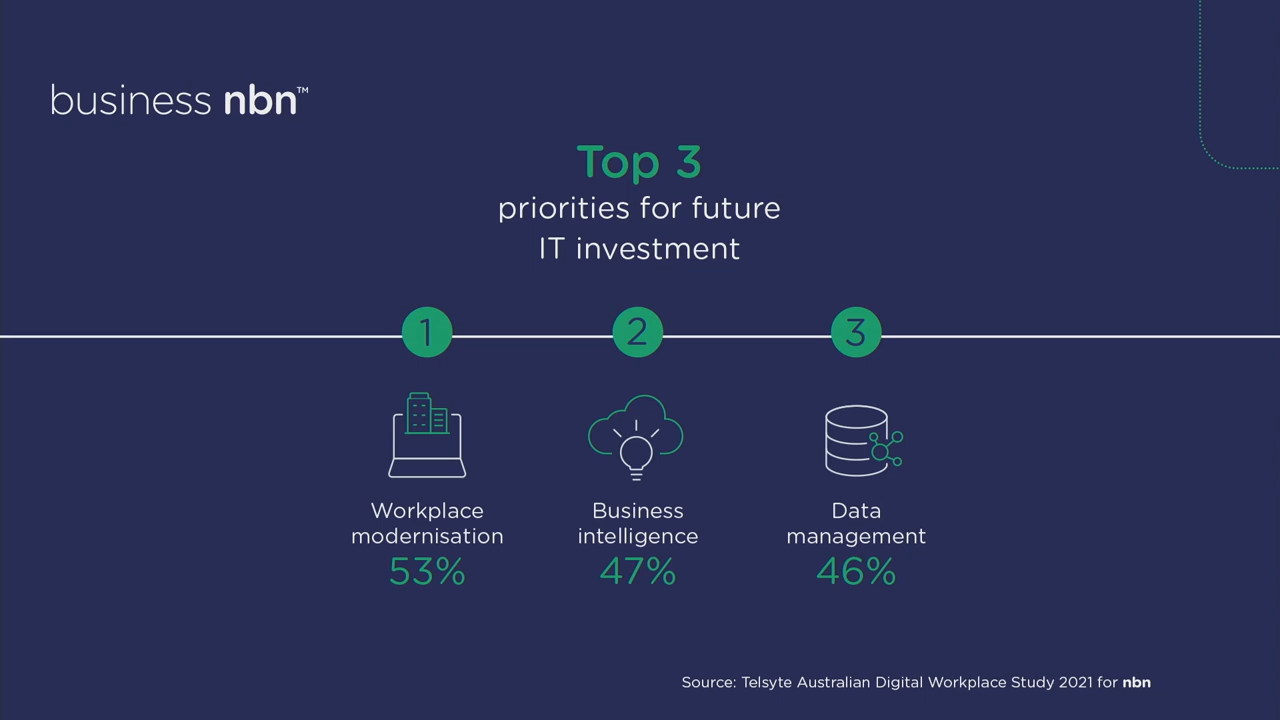 business nbn™
Top 3
priorities for future
IT investment
1 2 3
Workplace
modernisation
53%
Business
intelligence
47%
Data
management
46%
Source: Telsyte Australian Digital Workplace Study 2021 for nbn